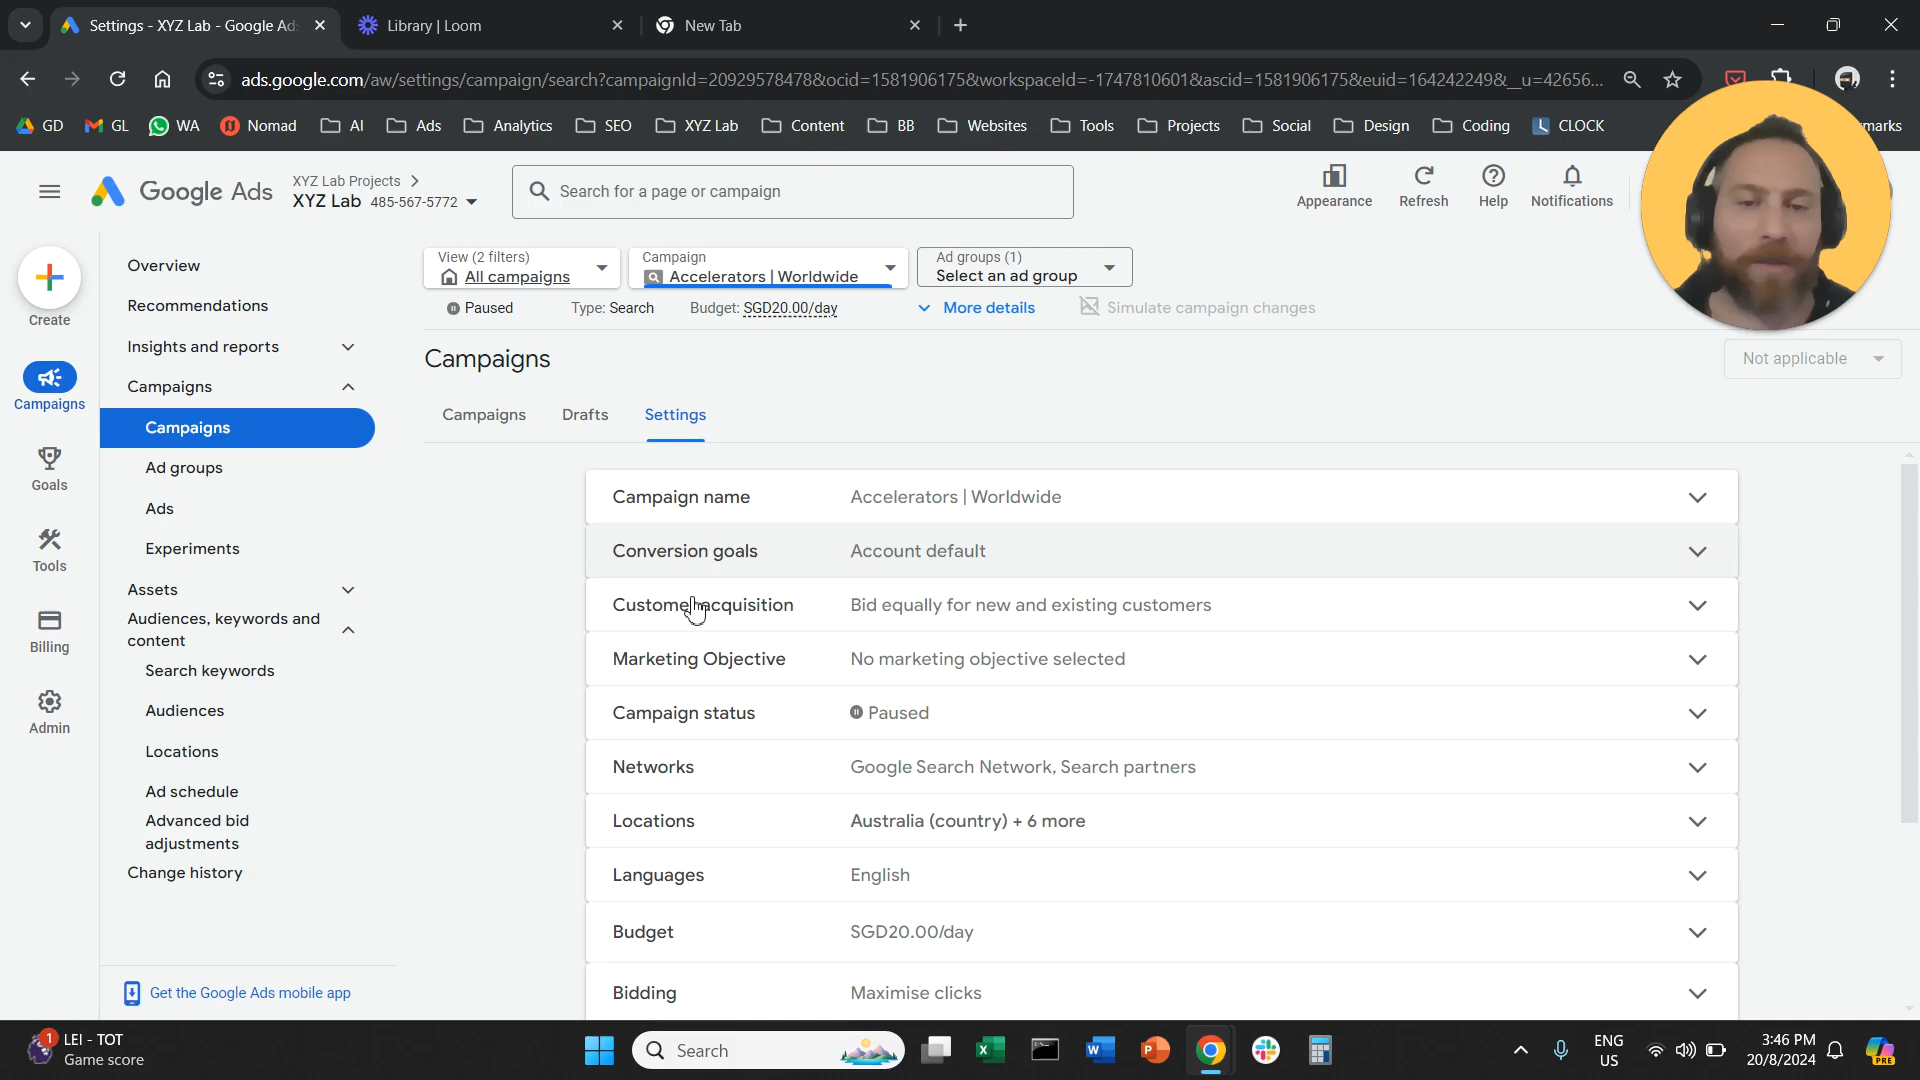 Settings - XYZ Lab - Google Ads
Library | Loom
New Tab
ads.google.com/aw/settings/campaign/search?campaignId=20929578478&ocid=1581906175&workspaceId=-1747810601&ascid=1581906175&euid=164242249&__u=42656...
GD
GL
WA
Nomad
AI
Ads
Analytics
SEO
XYZ Lab
Content
BB
Websites
Tools
Projects
Social
Design
Coding
CLOCK
Google Ads
XYZ Lab Projects
XYZ Lab 485-567-5772
Search for a page or campaign
Appearance
Refresh
Help
Notifications
Create
Campaigns
Goals
Tools
Billing
Admin
Overview
Recommendations
Insights and reports
Campaigns
Campaigns
Ad groups
Ads
Experiments
Assets
Audiences, keywords and
content
Search keywords
Audiences
Locations
Ad schedule
Advanced bid
adjustments
Change history
Get the Google Ads mobile app
View (2 filters)
All campaigns
Campaign
Accelerators | Worldwide
Ad groups (1)
Select an ad group
Paused
Type: Search
Budget: SGD20.00/day
More details
Simulate campaign changes
Campaigns
Not applicable
Campaigns
Drafts
Settings
Campaign name Accelerators | Worldwide
Conversion goals Account default
Customer acquisition Bid equally for new and existing customers
Marketing Objective No marketing objective selected
Campaign status Paused
Networks Google Search Network, Search partners
Locations Australia (country) + 6 more
Languages English
Budget SGD20.00/day
Bidding Maximise clicks
1
LEI - TOT
Game score
Search
ENG
US
3:46 PM
20/8/2024
PRE